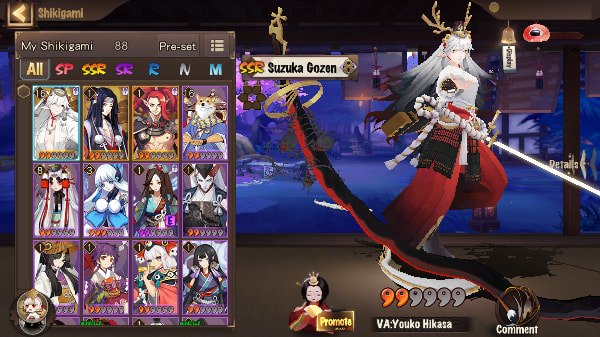 Shikigami
My Shikigami 88 Pre-set
All SP SSR SR R N M
SSR Suzuka Gozen
Display
Details
Promote
VA:Youko Hikasa
Comment